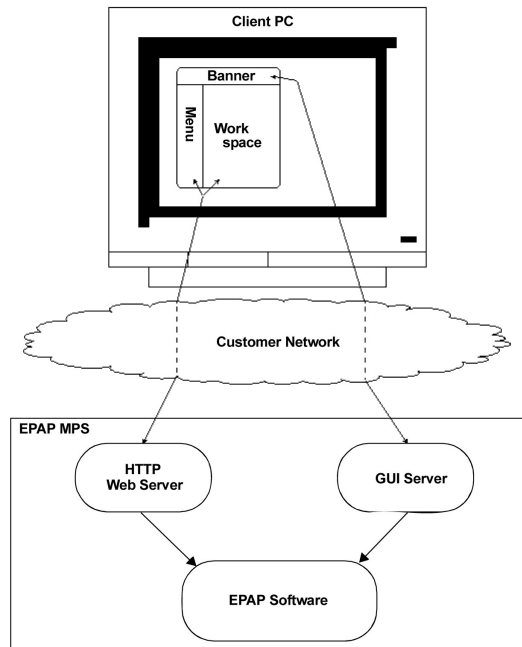 Client PC
Banner
Menu
Work
space
Customer Network
EPAP MPS
HTTP
Web Server
GUI Server
EPAP Software